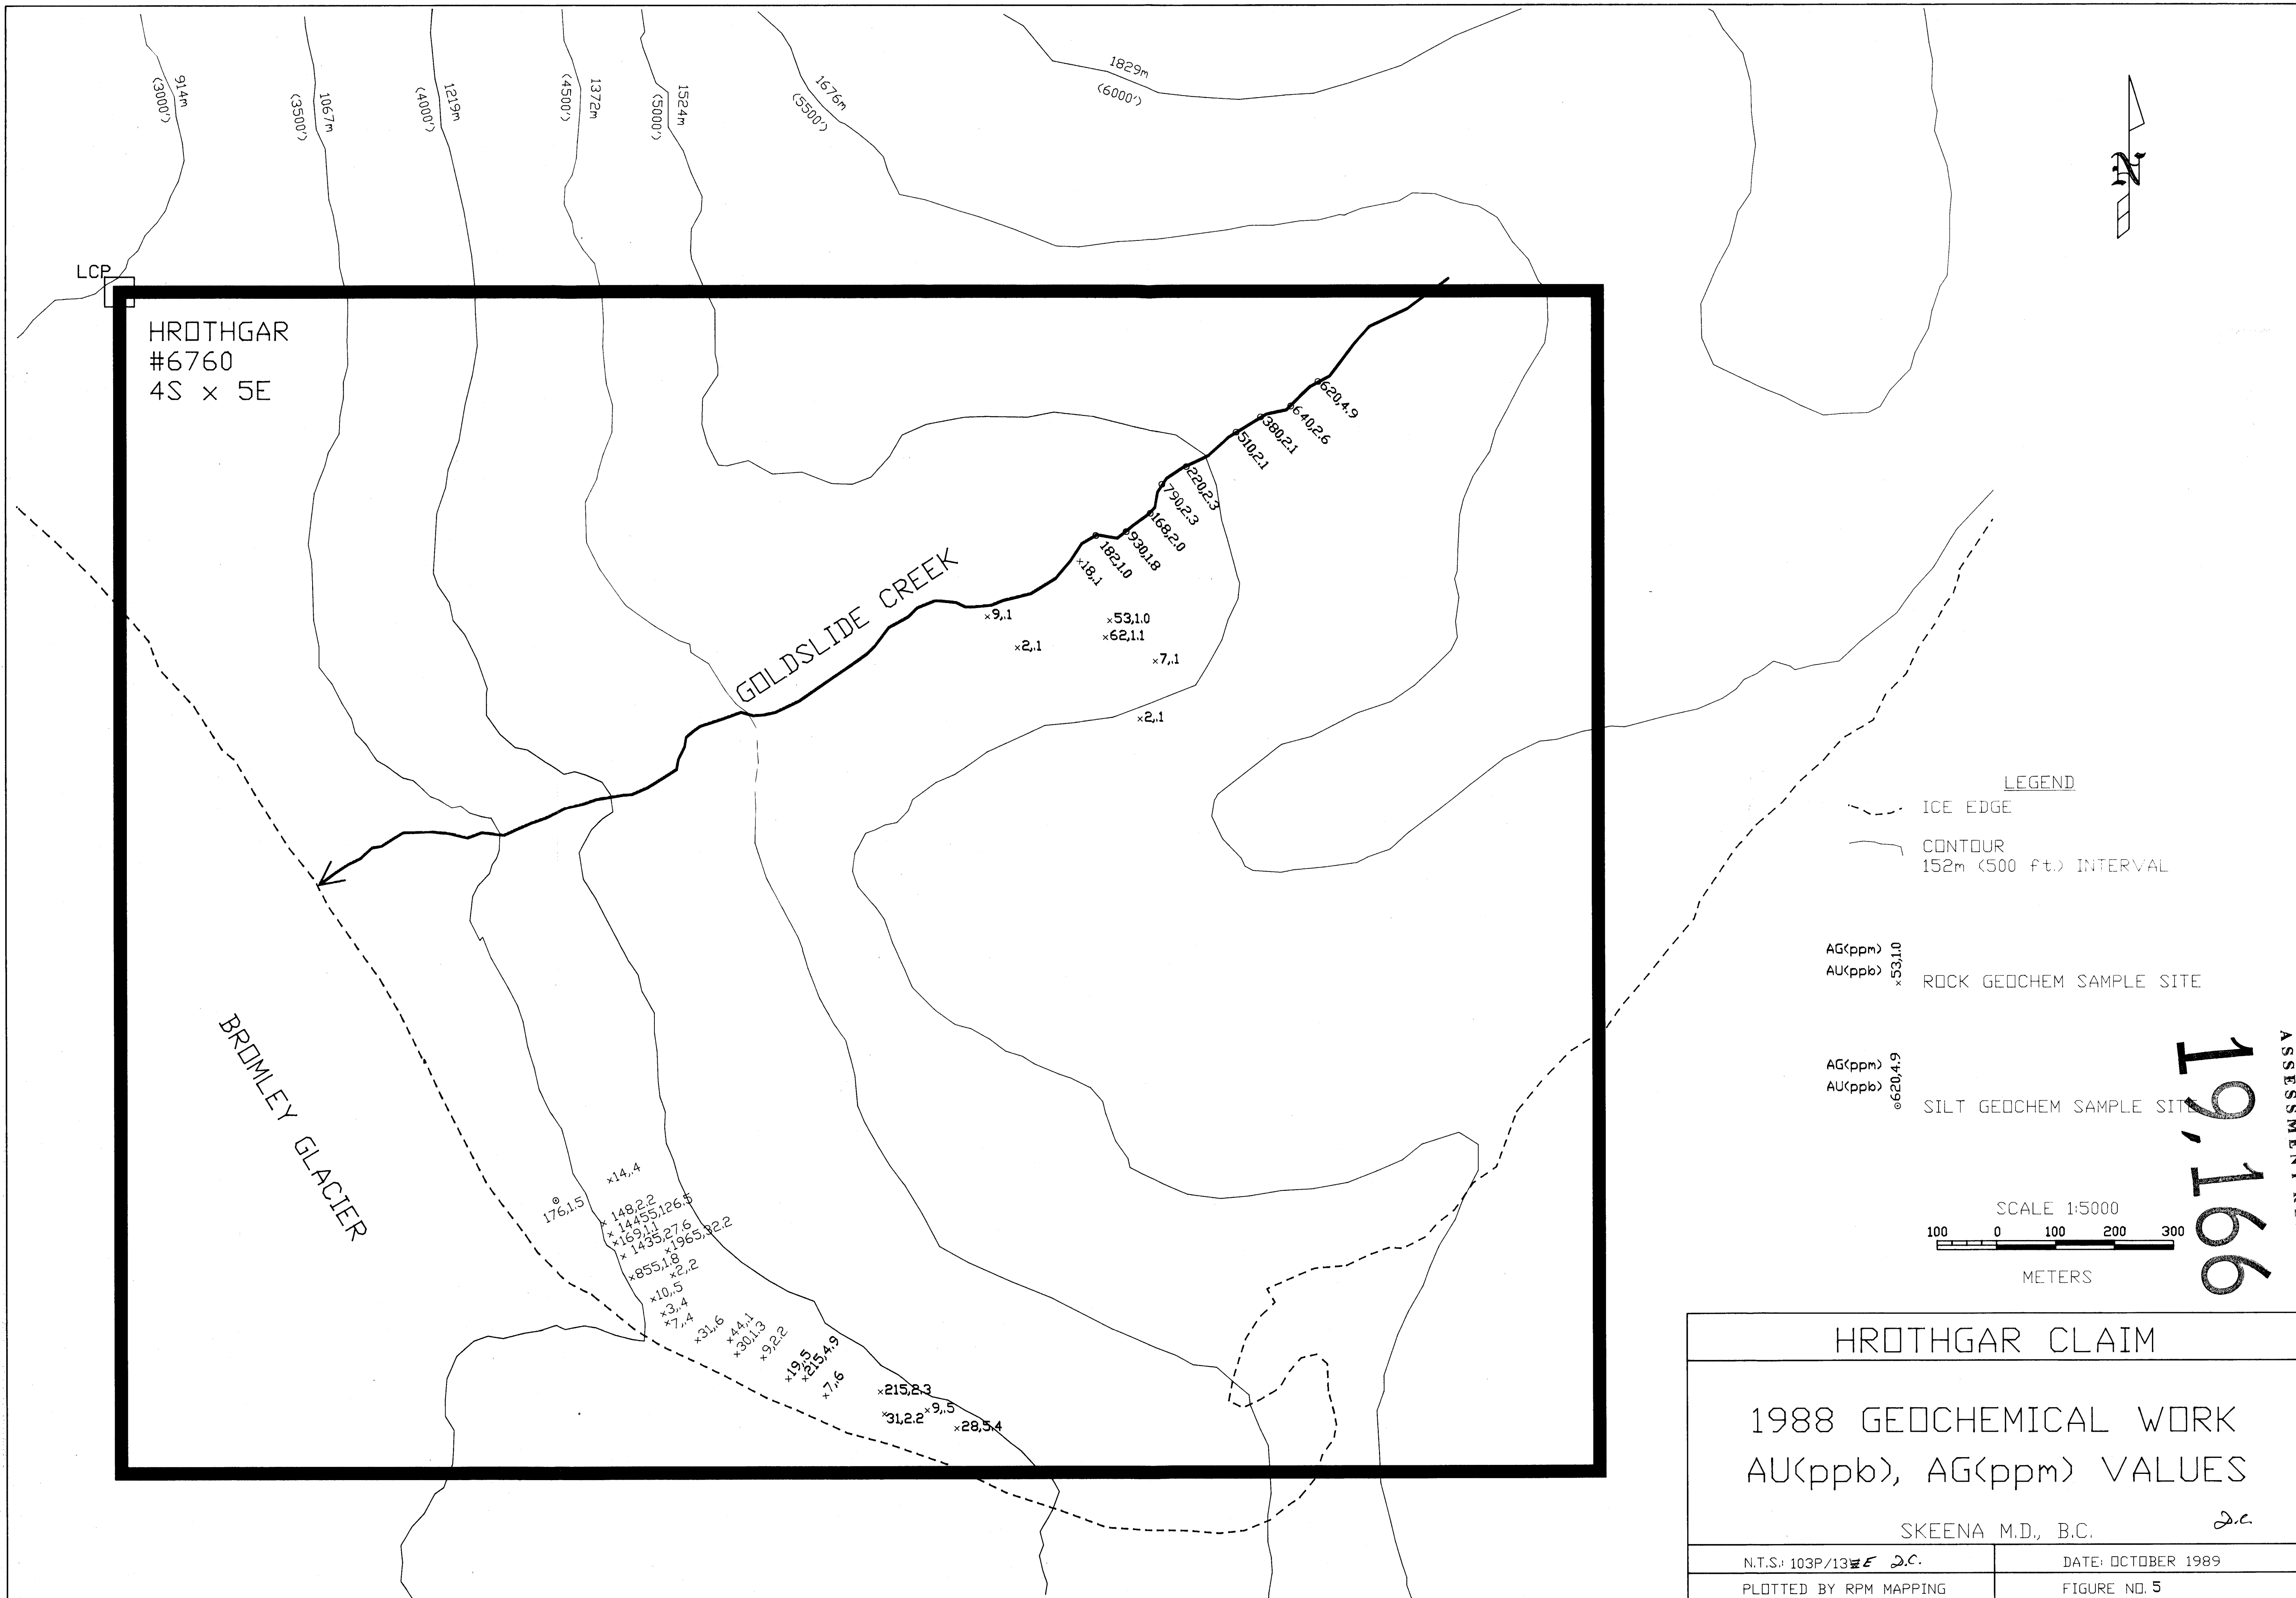 914m
(3000')
1067m
(3500')
1219m
(4000')
1372m
(4500')
1524m
(5000')
1676m
(5500')
1829m
(6000')
N
LCP
HROTHGAR
#6760
4S x 5E
620,4.9
640,2.6
380,2.1
510,2.1
220,2.3
790,2.3
168,2.0
930,1.8
182,1.0
×18,.1
×9,.1
×53,1.0
×62,1.1
×2,.1
×7,.1
×2,.1
GOLDSLIDE CREEK
BROMLEY GLACIER
×14,.4
176,1.5
× 148,2.2
× 14455,126.5
×169,1.1
× 1435,27.6
×1965,32.2
×855,1.8
×2,.2
×10,.5
×3,.4
×7,.4
×31,.6
×44,.1
×30,1.3
×9,2.2
×19,.5
×215,4.9
×7,.6
×215,2.3
×31,2.2
×9,.5
×28,5.4
LEGEND
ICE EDGE
CONTOUR
152m (500 ft.) INTERVAL
AG(ppm)
AU(ppb)
×53,1.0
ROCK GEOCHEM SAMPLE SITE
AG(ppm)
AU(ppb)
620,4.9
SILT GEOCHEM SAMPLE SITE
19,166
SCALE 1:5000
100 0 100 200 300
METERS
HROTHGAR CLAIM
1988 GEOCHEMICAL WORK
AU(ppb), AG(ppm) VALUES
SKEENA M.D., B.C.
D.C.
N.T.S.: 103P/13 E D.C.
DATE: OCTOBER 1989
PLOTTED BY RPM MAPPING
FIGURE NO. 5